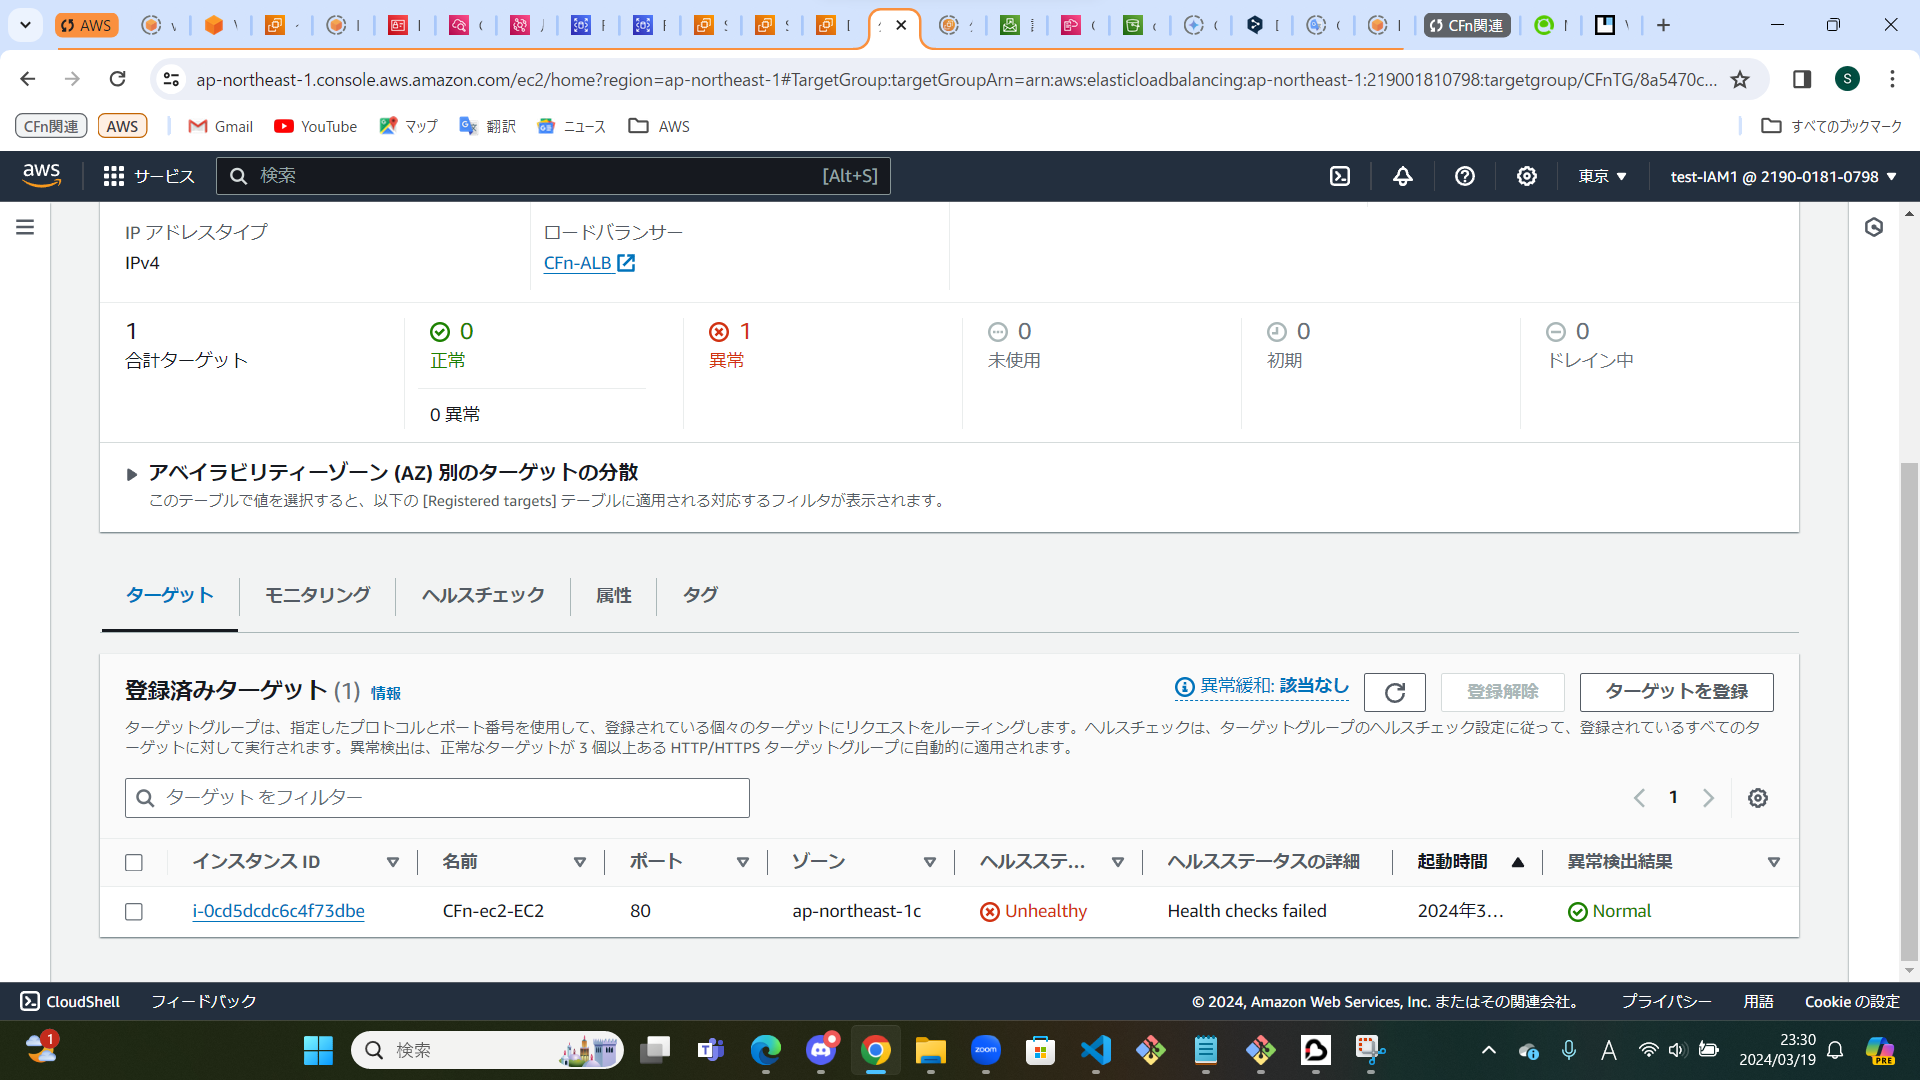 AWS
CFn関連
ap-northeast-1.console.aws.amazon.com/ec2/home?region=ap-northeast-1#TargetGroup:targetGroupArn=arn:aws:elasticloadbalancing:ap-northeast-1:219001810798:targetgroup/CFnTG/8a5470c...
S
CFn関連 AWS Gmail YouTube マップ 翻訳 ニュース AWS すべてのブックマーク
aws サービス 検索 [Alt+S] 東京 test-IAM1 @ 2190-0181-0798
IP アドレスタイプ
IPv4
ロードバランサー
CFn-ALB
1
合計ターゲット
0
正常
0 異常
1
異常
0
未使用
0
初期
0
ドレイン中
アベイラビリティーゾーン (AZ) 別のターゲットの分散
このテーブルで値を選択すると、以下の [Registered targets] テーブルに適用される対応するフィルタが表示されます。
ターゲット モニタリング ヘルスチェック 属性 タグ
登録済みターゲット (1) 情報
異常緩和: 該当なし 登録解除 ターゲットを登録
ターゲットグループは、指定したプロトコルとポート番号を使用して、登録されている個々のターゲットにリクエストをルーティングします。ヘルスチェックは、ターゲットグループのヘルスチェック設定に従って、登録されているすべてのタ
ーゲットに対して実行されます。異常検出は、正常なターゲットが 3 個以上ある HTTP/HTTPS ターゲットグループに自動的に適用されます。
ターゲット をフィルター
1
インスタンス ID 名前 ポート ゾーン ヘルスステ... ヘルスステータスの詳細 起動時間 異常検出結果
i-0cd5dcdc6c4f73dbe CFn-ec2-EC2 80 ap-northeast-1c Unhealthy Health checks failed 2024年3... Normal
CloudShell フィードバック © 2024, Amazon Web Services, Inc. またはその関連会社。 プライバシー 用語 Cookie の設定
1
検索
zoom
A
23:30
2024/03/19
PRE